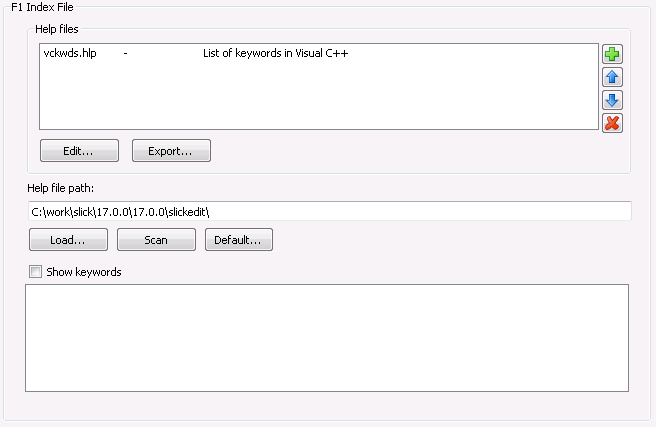 F1 Index File
Help files
vckwds.hlp - List of keywords in Visual C++
Edit... Export...
Help file path:
C:\work\slick\17.0.0\17.0.0\slickedit\
Load... Scan Default...
Show keywords